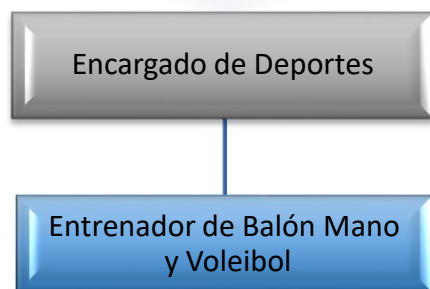 Encargado de Deportes
Entrenador de Balón Mano
y Voleibol